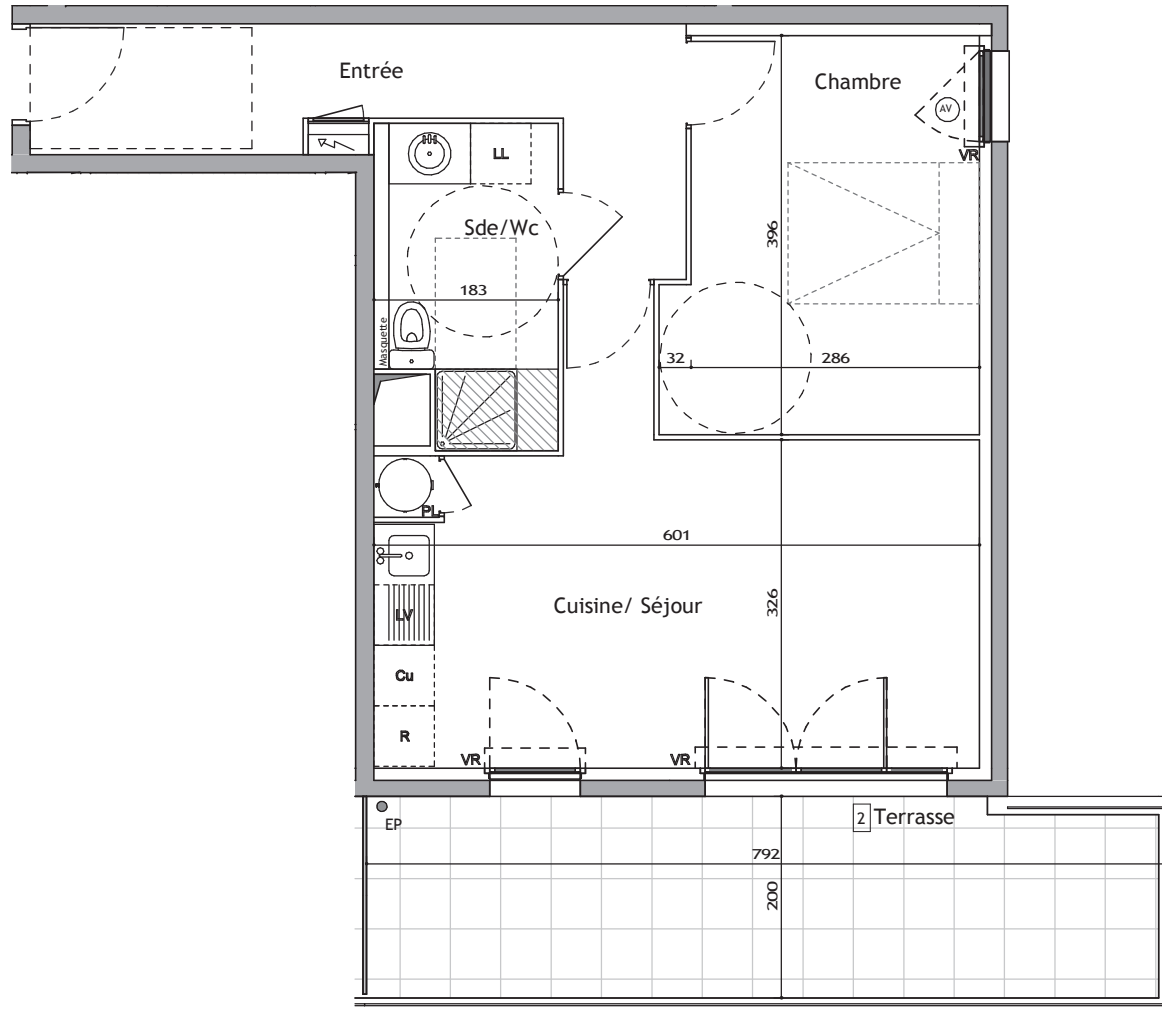 Entrée
Chambre
AV
VR
LL
Sde/Wc
396
183
Masquette
32
286
PL
601
Cuisine/ Séjour
326
LV
Cu
R
VR
VR
EP
2 Terrasse
792
200